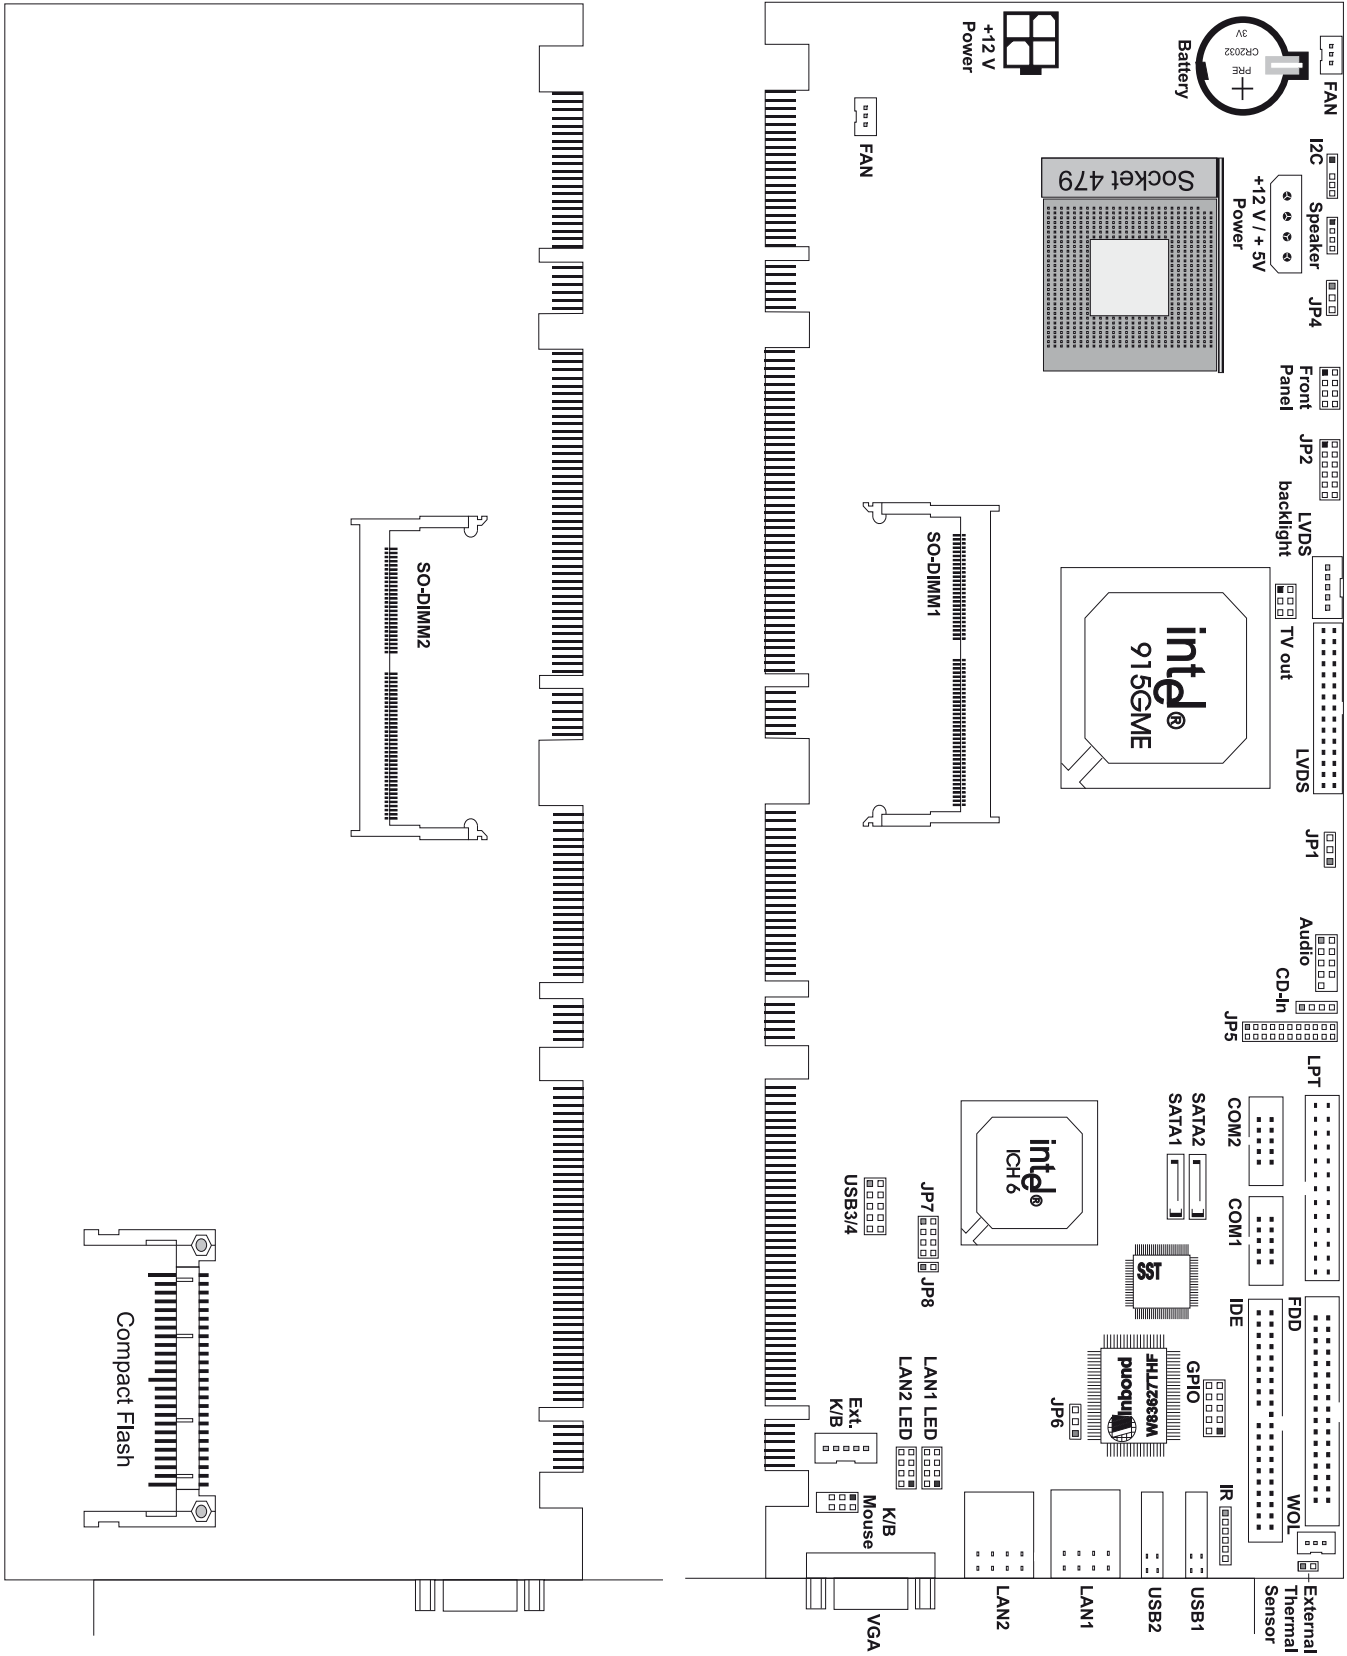 +12 V
Power
Battery
3V
CR2032
PRE
FAN
FAN
I2C
Socket 479
+12 V / + 5V
Power
Speaker
JP4
Front
Panel
JP2
LVDS
backlight
SO-DIMM2
SO-DIMM1
intel®
915GME
TV out
LVDS
JP1
Audio
CD-In
JP5
LPT
SATA2
SATA1
COM2
intel®
ICH 6
USB3/4
JP7
JP8
COM1
SST
IDE
FDD
Compact Flash
Winbond
W83627THF
GPIO
JP6
LAN1 LED
LAN2 LED
Ext.
K/B
K/B
Mouse
IR
WOL
VGA
LAN2
LAN1
USB2
USB1
External
Thermal
Sensor